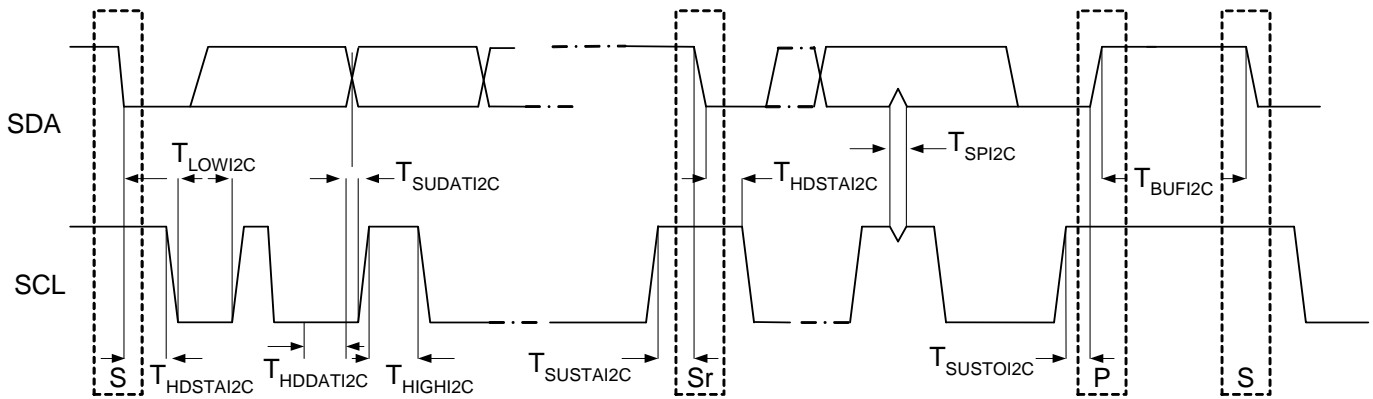 SDA
T_LOWI2C
T_SUDATI2C
T_HDSTAI2C
T_SPI2C
T_BUFI2C
SCL
S
T_HDSTAI2C
T_HDDATI2C
T_HIGHI2C
T_SUSTAI2C
Sr
T_SUSTOI2C
P
S